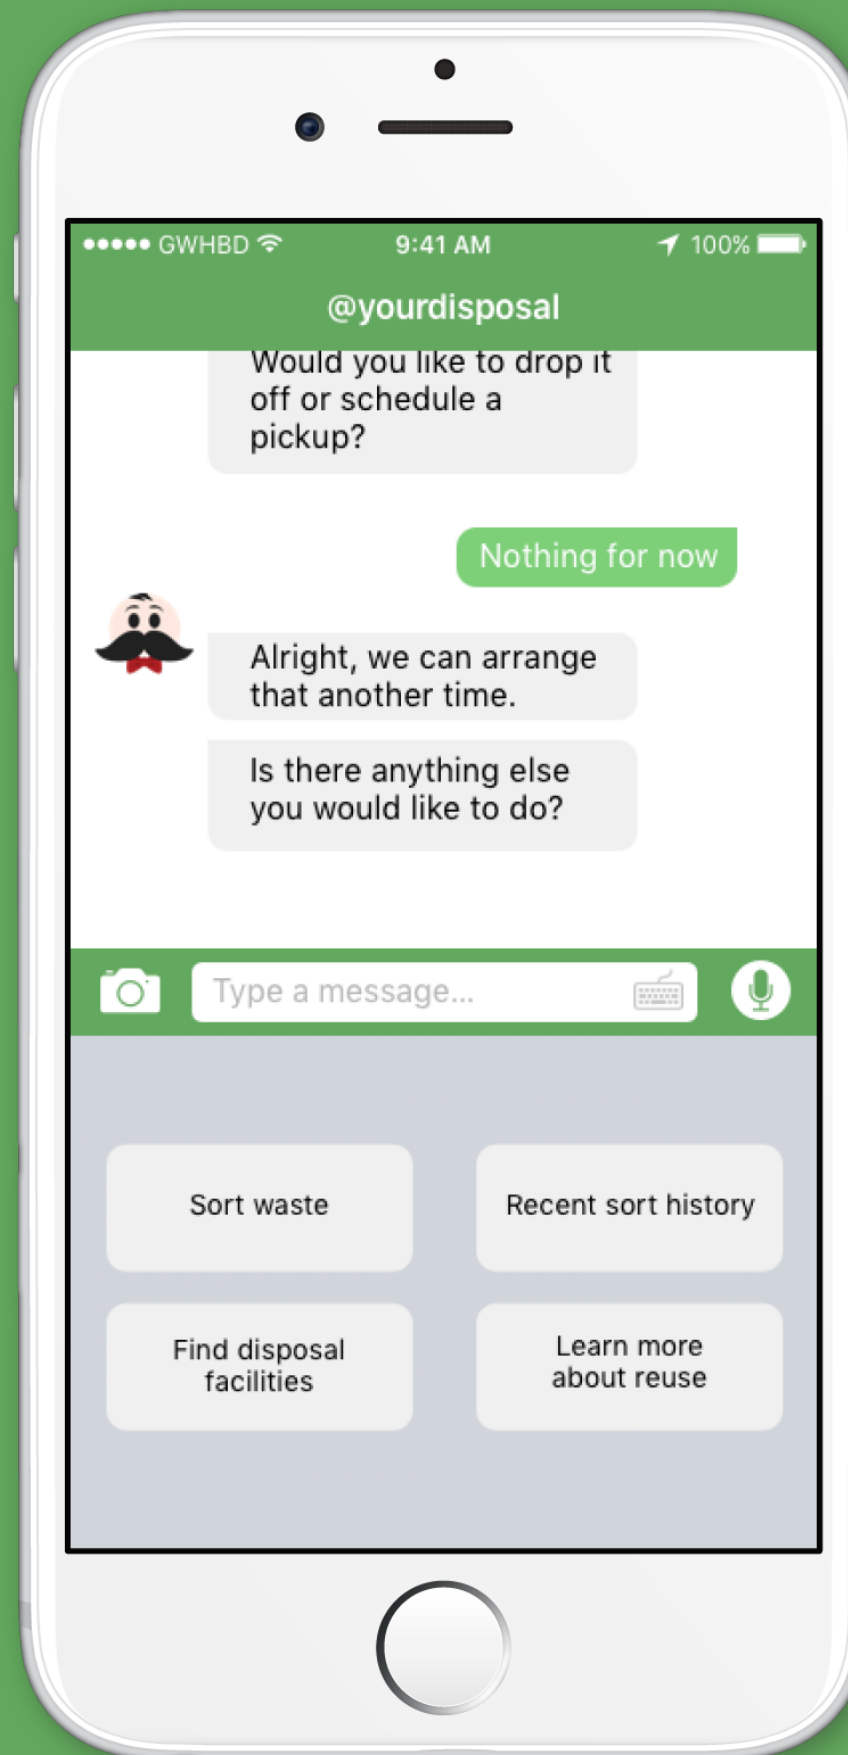 GWHBD 9:41 AM 100%
@yourdisposal
Would you like to drop it
off or schedule a
pickup?
Nothing for now
Alright, we can arrange
that another time.
Is there anything else
you would like to do?
Type a message...
Sort waste
Recent sort history
Find disposal
facilities
Learn more
about reuse